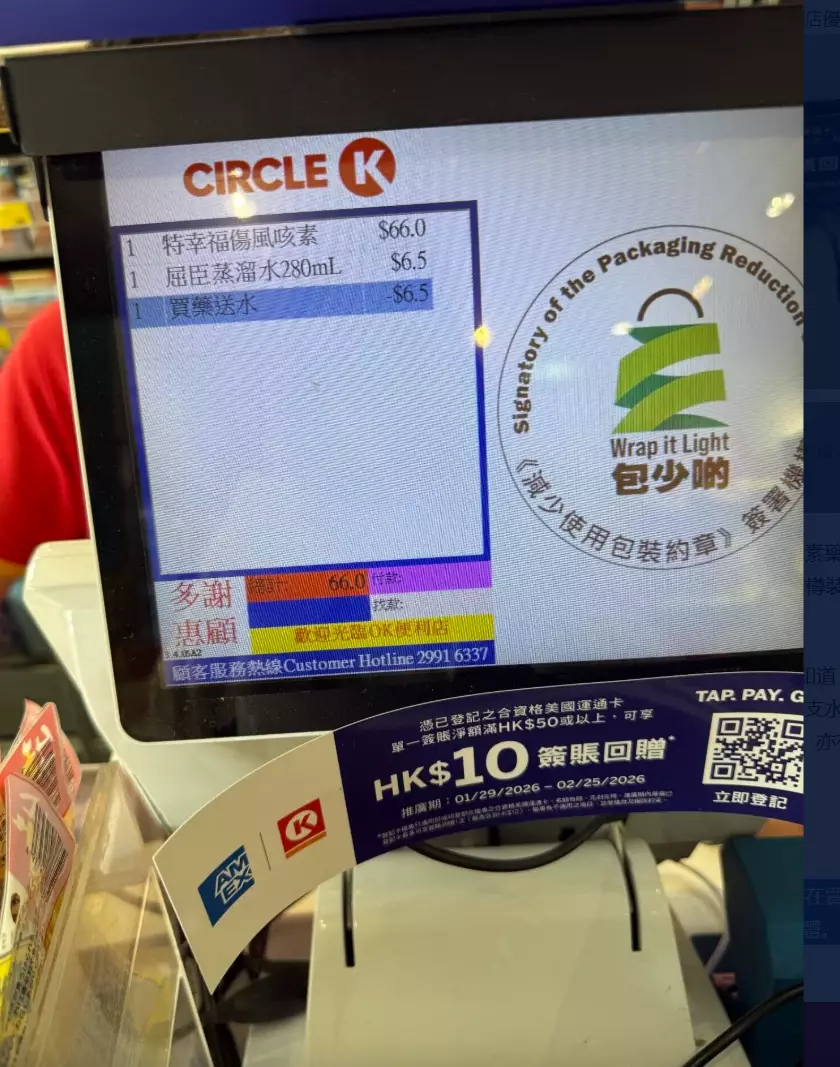 CIRCLE K
1 特幸福傷風咳素 $66.0
1 屈臣蒸溜水280mL $6.5
1 買藥送水 -$6.5
多謝
惠顧
總計: 66.0 付款:
找款:
歡迎光臨OK便利店
顧客服務熱線Customer Hotline 2991 6337
Signatory of the Packaging Reduction
Wrap it Light
包少啲
《減少使用包裝約章》簽署機
憑已登記之合資格美國運通卡
單一簽賬淨額滿HK$50或以上，可享
HK$10 簽賬回贈*
推廣期：01/29/2026 – 02/25/2026
TAP. PAY. G
立即登記
AM
EX
K